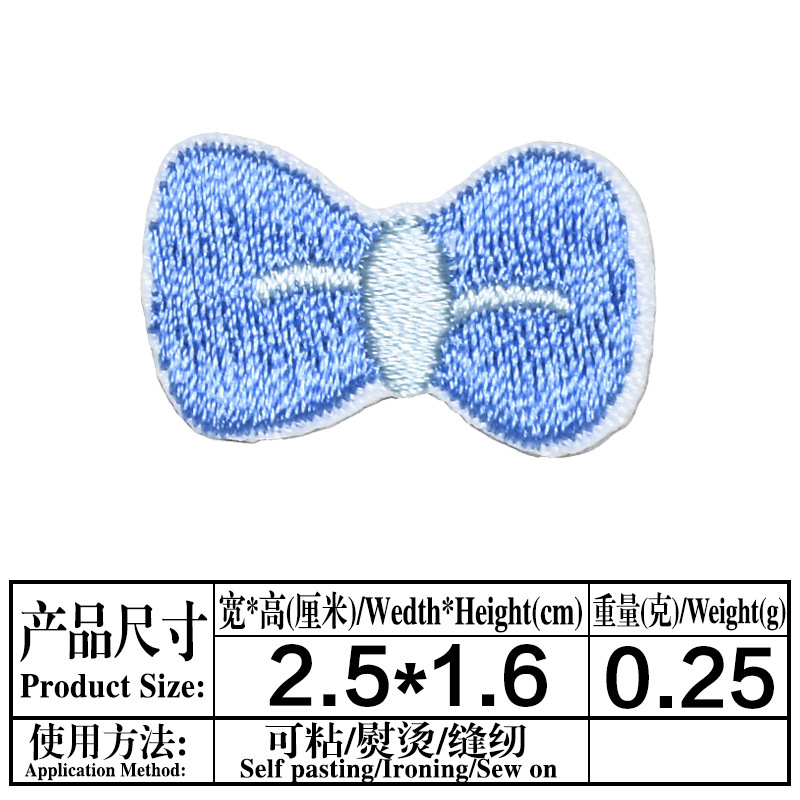 产品尺寸
Product Size:
宽*高(厘米)/Wedth*Height(cm)
重量(克)/Weight(g)
2.5*1.6
0.25
使用方法:
Application Method:
可粘/熨烫/缝纫
Self pasting/Ironing/Sew on